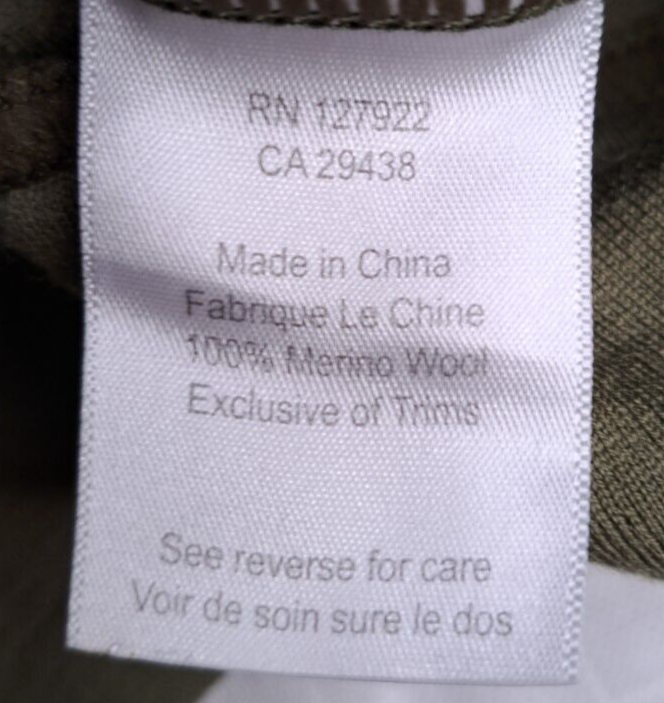 RN 127922
CA 29438
Made in China
Fabrique Le Chine
100% Merino Wool
Exclusive of Trims
See reverse for care
Voir de soin sure le dos